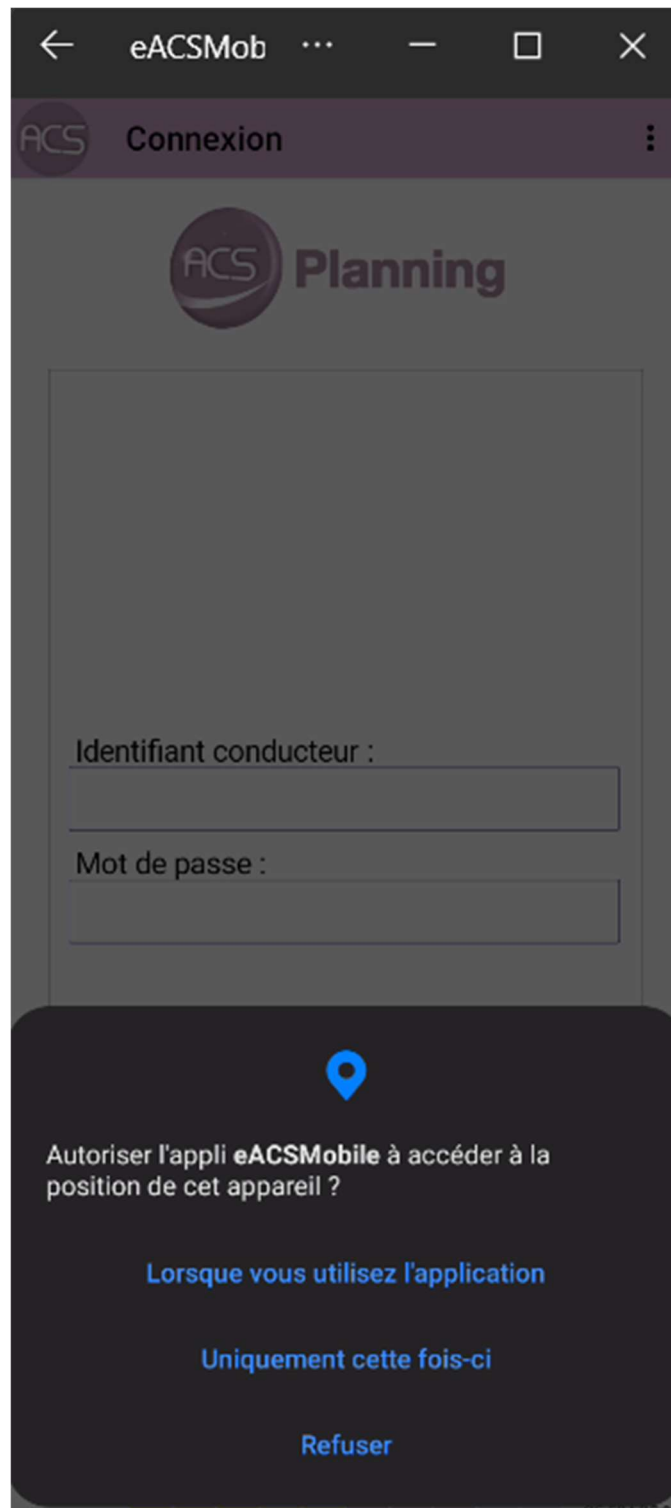 eACSMob ...
ACS Connexion
ACS Planning
Identifiant conducteur :
Mot de passe :
Autoriser l'appli eACSMobile à accéder à la
position de cet appareil ?
Lorsque vous utilisez l'application
Uniquement cette fois-ci
Refuser